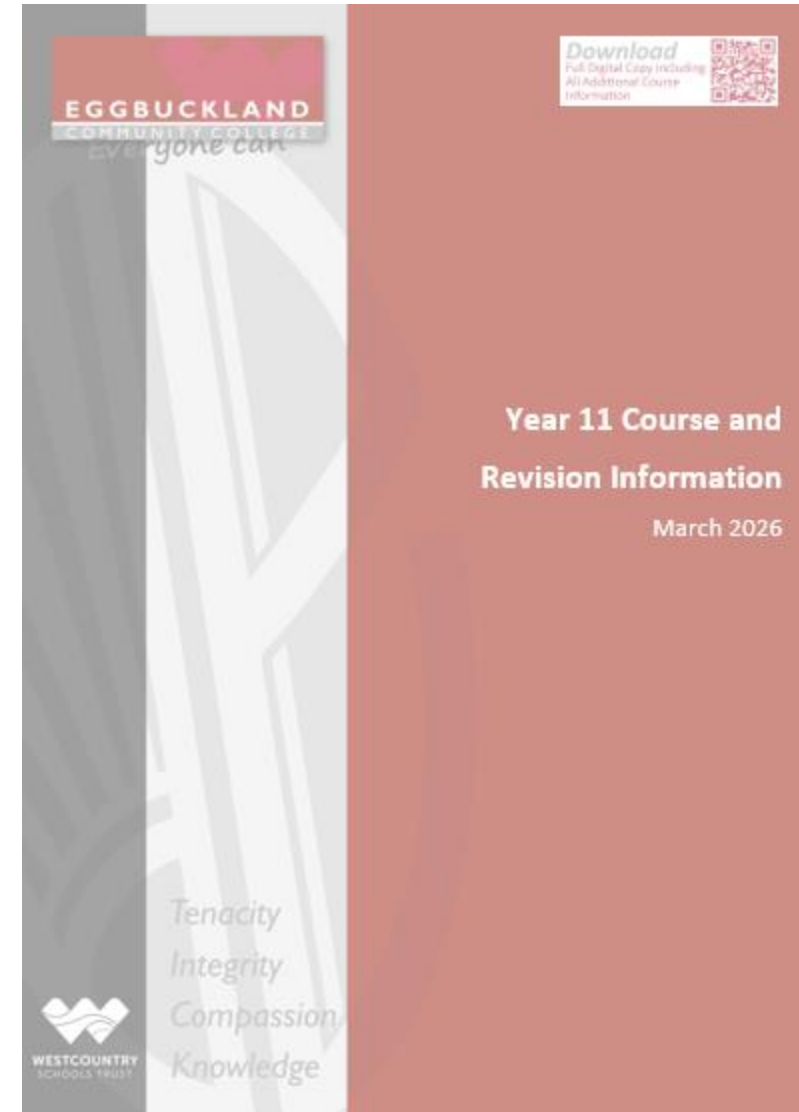 EGGBUCKLAND
COMMUNITY COLLEGE
Everyone can
Download
Full Digital Copy Including
All Additional Course
Information
Year 11 Course and
Revision Information
March 2026
Tenacity
Integrity
Compassion
Knowledge
WESTCOUNTRY
SCHOOLS TRUST